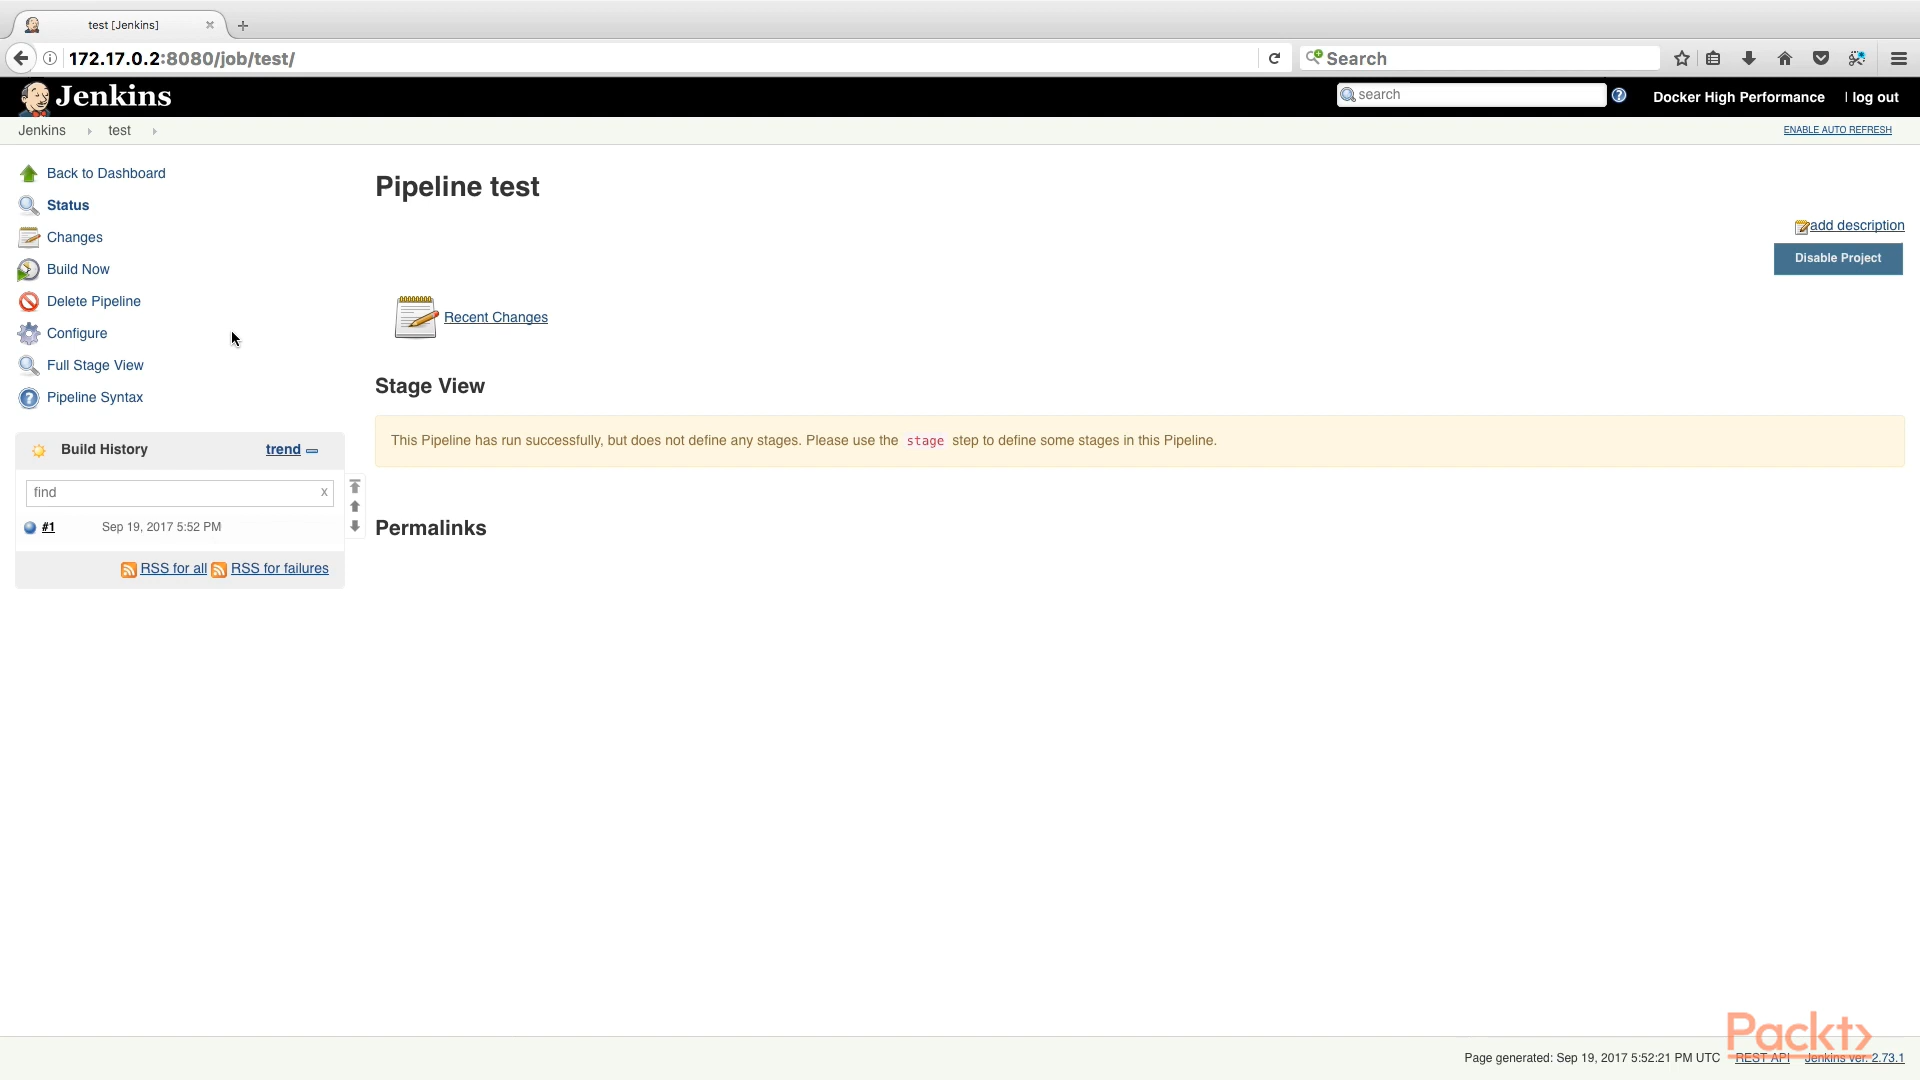 test [Jenkins]
172.17.0.2:8080/job/test/
Search
Jenkins
search
Docker High Performance
log out
Jenkins
test
ENABLE AUTO REFRESH
Back to Dashboard
Status
Changes
Build Now
Delete Pipeline
Configure
Full Stage View
Pipeline Syntax
Build History
trend
find
x
#1
Sep 19, 2017 5:52 PM
RSS for all
RSS for failures
Pipeline test
add description
Disable Project
Recent Changes
Stage View
This Pipeline has run successfully, but does not define any stages. Please use the stage step to define some stages in this Pipeline.
Permalinks
Packt>
Page generated: Sep 19, 2017 5:52:21 PM UTC
REST API
Jenkins ver. 2.73.1